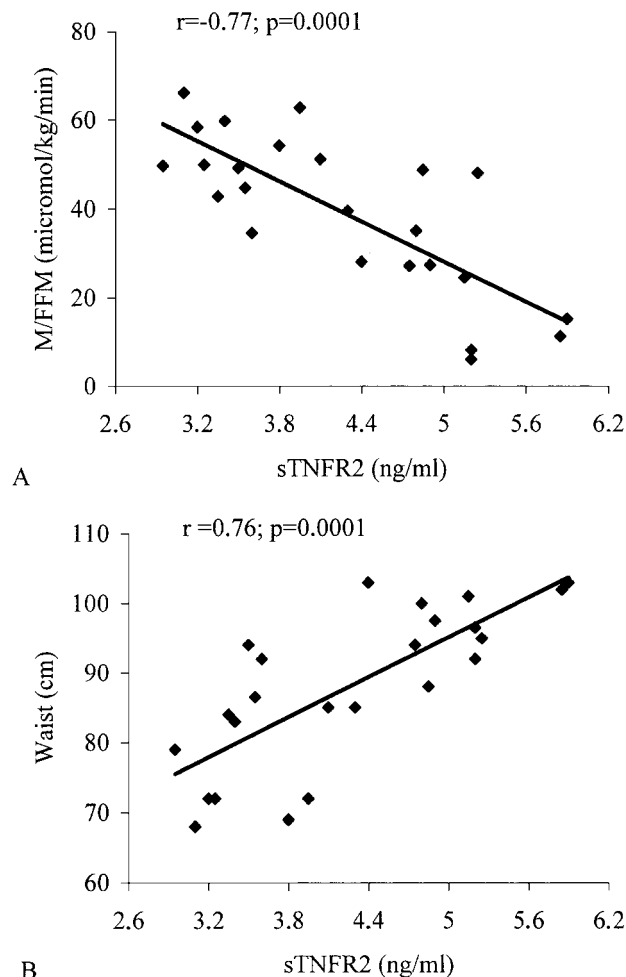 r=-0.77; p=0.0001
80
60
40
20
0
M/FFM (micromol/kg/min)
2.6 3.2 3.8 4.4 5 5.6 6.2
sTNFR2 (ng/ml)
A
r =0.76; p=0.0001
110
100
90
80
70
60
Waist (cm)
2.6 3.2 3.8 4.4 5 5.6 6.2
sTNFR2 (ng/ml)
B